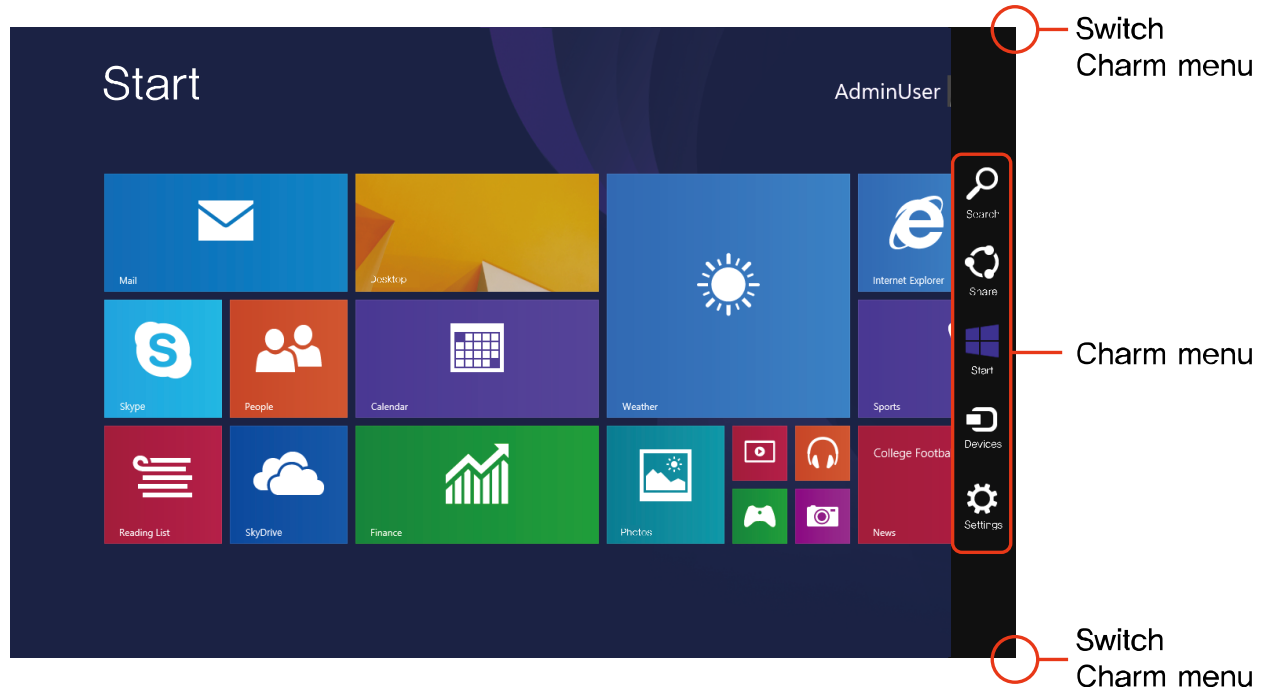 Switch
Charm menu
Start
AdminUser
Search
Share
Start
Devices
Settings
Charm menu
Mail
Desktop
Internet Explorer
Skype
People
Calendar
Weather
Sports
Reading List
SkyDrive
Finance
Photos
College Footba
News
Switch
Charm menu